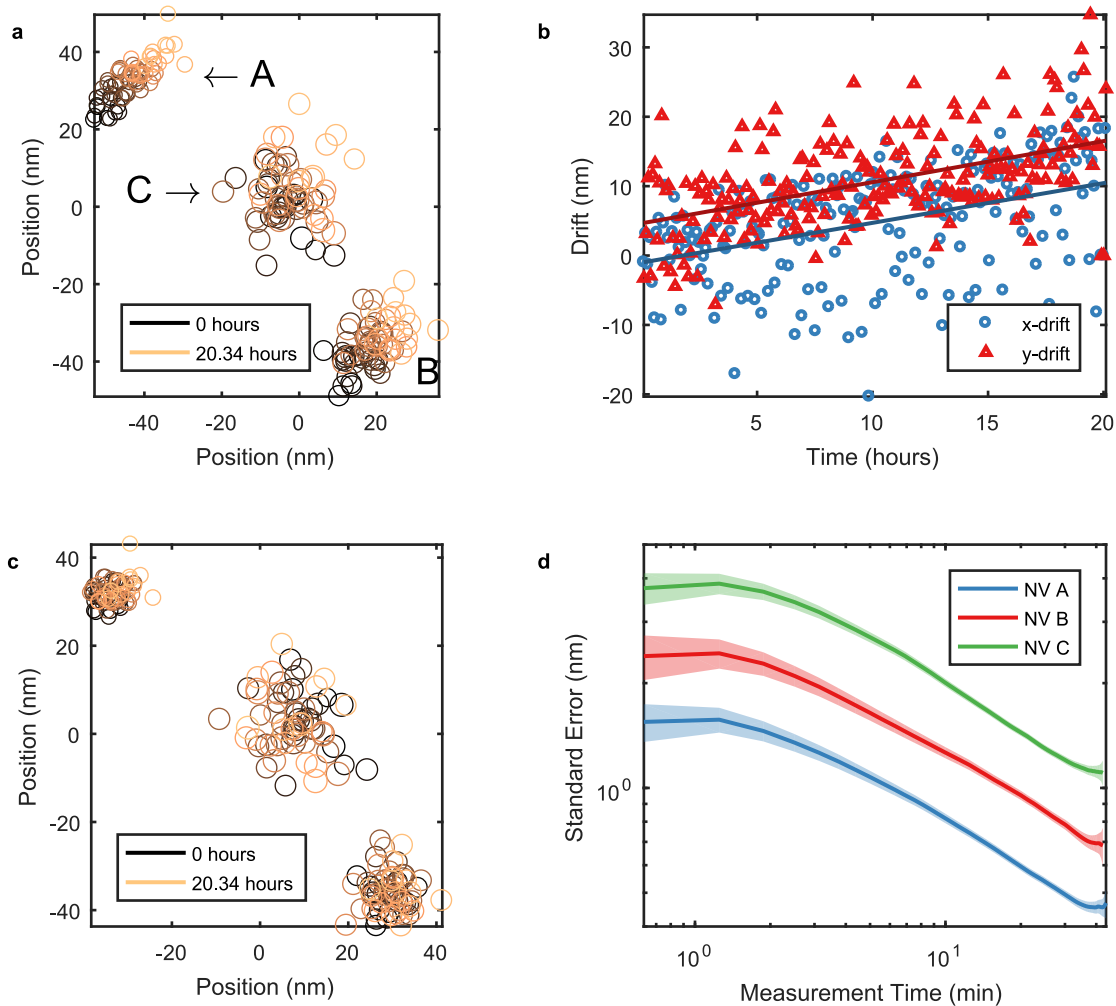 a
Position (nm)
40
20
0
-20
-40
← A
C →
B
0 hours
20.34 hours
-40
-20
0
20
Position (nm)
b
Drift (nm)
30
20
10
0
-10
-20
x-drift
y-drift
5
10
15
20
Time (hours)
c
Position (nm)
40
20
0
-20
-40
0 hours
20.34 hours
-20
0
20
40
Position (nm)
d
Standard Error (nm)
10⁰
NV A
NV B
NV C
10⁰
10¹
Measurement Time (min)